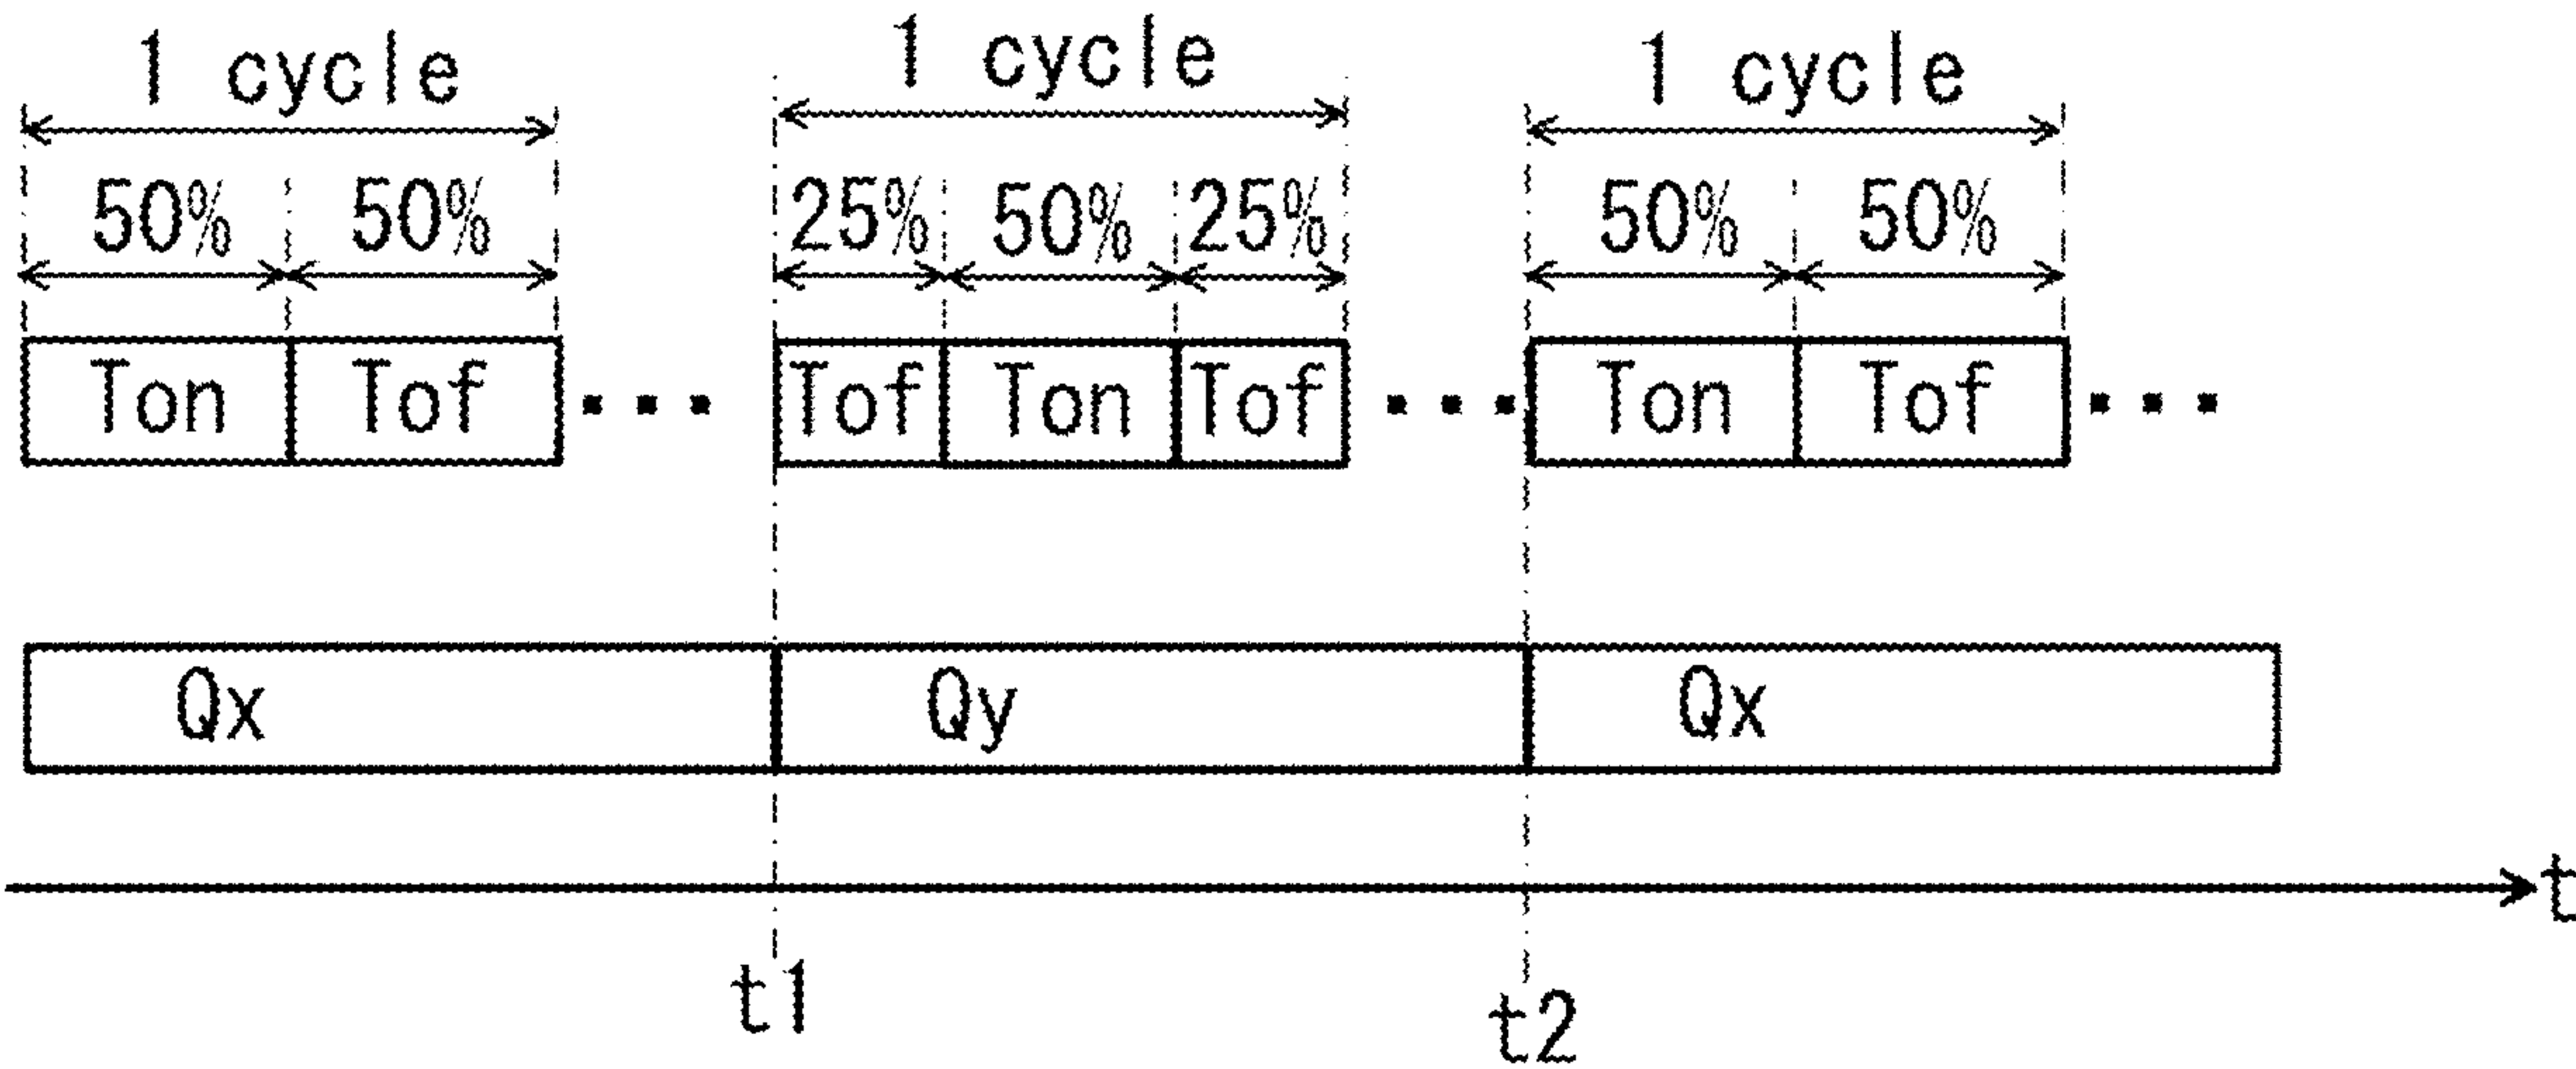 1 cycle 1 cycle 1 cycle
50% 50% 25% 50% 25% 50% 50%
Ton Tof ... Tof Ton Tof ... Ton Tof ...
Qx Qy Qx
t
t1 t2